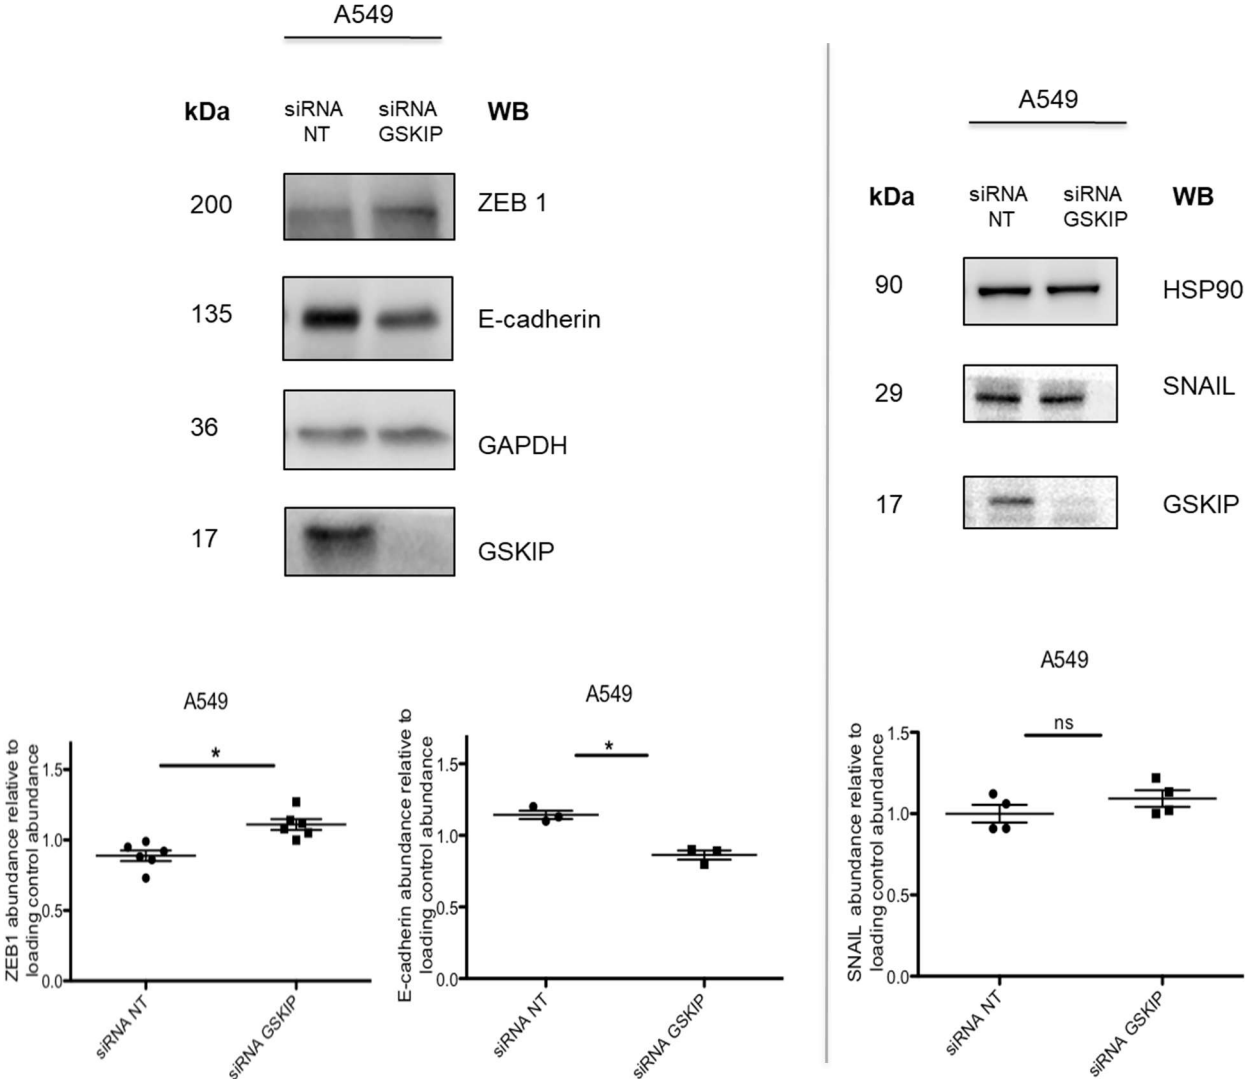 A549
kDa
siRNA
NT
siRNA
GSKIP
WB
200
ZEB 1
135
E-cadherin
36
GAPDH
17
GSKIP
A549
kDa
siRNA
NT
siRNA
GSKIP
WB
90
HSP90
29
SNAIL
17
GSKIP
A549
*
ZEB1 abundance relative to
loading control abundance
1.5
1.0
0.5
0.0
siRNA NT
siRNA GSKIP
A549
*
E-cadherin abundance relative to
loading control abundance
1.5
1.0
0.5
0.0
siRNA NT
siRNA GSKIP
A549
ns
SNAIL abundance relative to
loading control abundance
1.5
1.0
0.5
0.0
siRNA NT
siRNA GSKIP